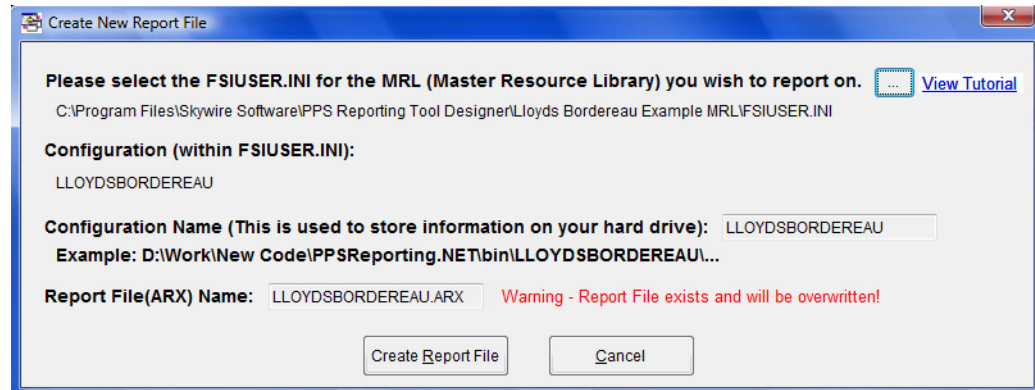 Create New Report File
Please select the FSIUSER.INI for the MRL (Master Resource Library) you wish to report on. ... View Tutorial
C:\Program Files\Skywire Software\PPS Reporting Tool Designer\Lloyds Bordereau Example MRL\FSIUSER.INI
Configuration (within FSIUSER.INI):
LLOYDSBORDEREAU
Configuration Name (This is used to store information on your hard drive): LLOYDSBORDEREAU
Example: D:\Work\New Code\PPSReporting.NET\bin\LLOYDSBORDEREAU\...
Report File(ARX) Name: LLOYDSBORDEREAU.ARX Warning - Report File exists and will be overwritten!
Create Report File Cancel